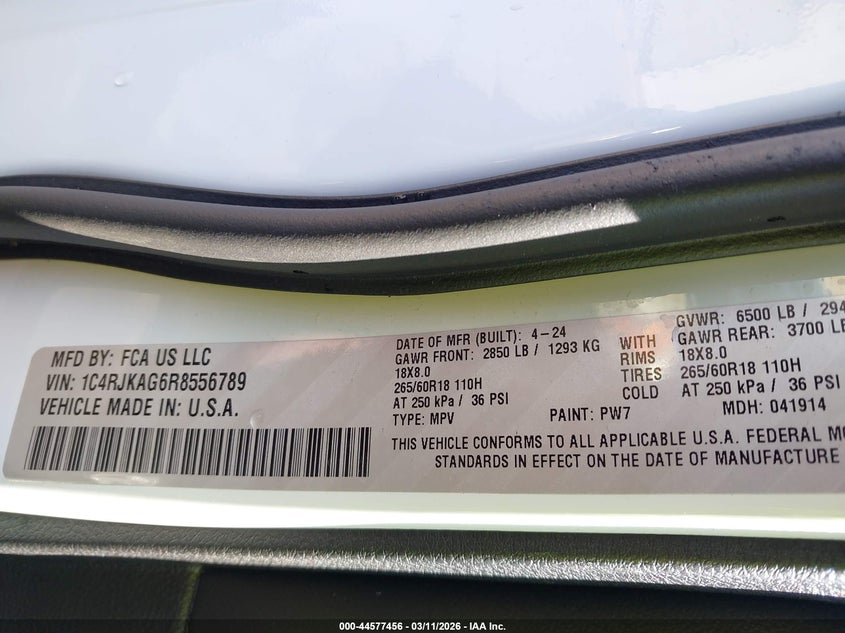 MFD BY: FCA US LLC
VIN: 1C4RJKAG6R8556789
VEHICLE MADE IN: U.S.A.
DATE OF MFR (BUILT): 4-24
GAWR FRONT: 2850 LB / 1293 KG
18X8.0
265/60R18 110H
AT 250 kPa / 36 PSI
TYPE: MPV
PAINT: PW7
WITH
RIMS
TIRES
COLD
GVWR: 6500 LB / 294
GAWR REAR: 3700 LB
18X8.0
265/60R18 110H
AT 250 kPa / 36 PSI
MDH: 041914
THIS VEHICLE CONFORMS TO ALL APPLICABLE U.S.A. FEDERAL MO
STANDARDS IN EFFECT ON THE DATE OF MANUFACTURE
000-44577456 — 03/11/2026 — IAA Inc.